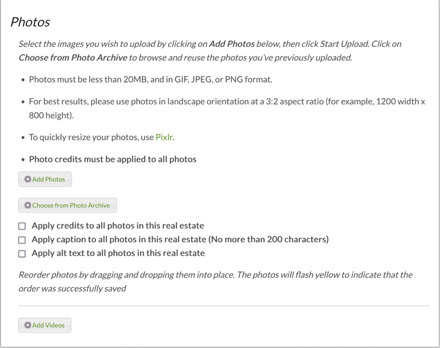 Photos
Select the images you wish to upload by clicking on Add Photos below, then click Start Upload. Click on
Choose from Photo Archive to browse and reuse the photos you've previously uploaded.
• Photos must be less than 20MB, and in GIF, JPEG, or PNG format.
• For best results, please use photos in landscape orientation at a 3:2 aspect ratio (for example, 1200 width x
800 height).
• To quickly resize your photos, use Pixlr.
• Photo credits must be applied to all photos
Add Photos
Choose from Photo Archive
Apply credits to all photos in this real estate
Apply caption to all photos in this real estate (No more than 200 characters)
Apply alt text to all photos in this real estate
Reorder photos by dragging and dropping them into place. The photos will flash yellow to indicate that the
order was successfully saved
Add Videos